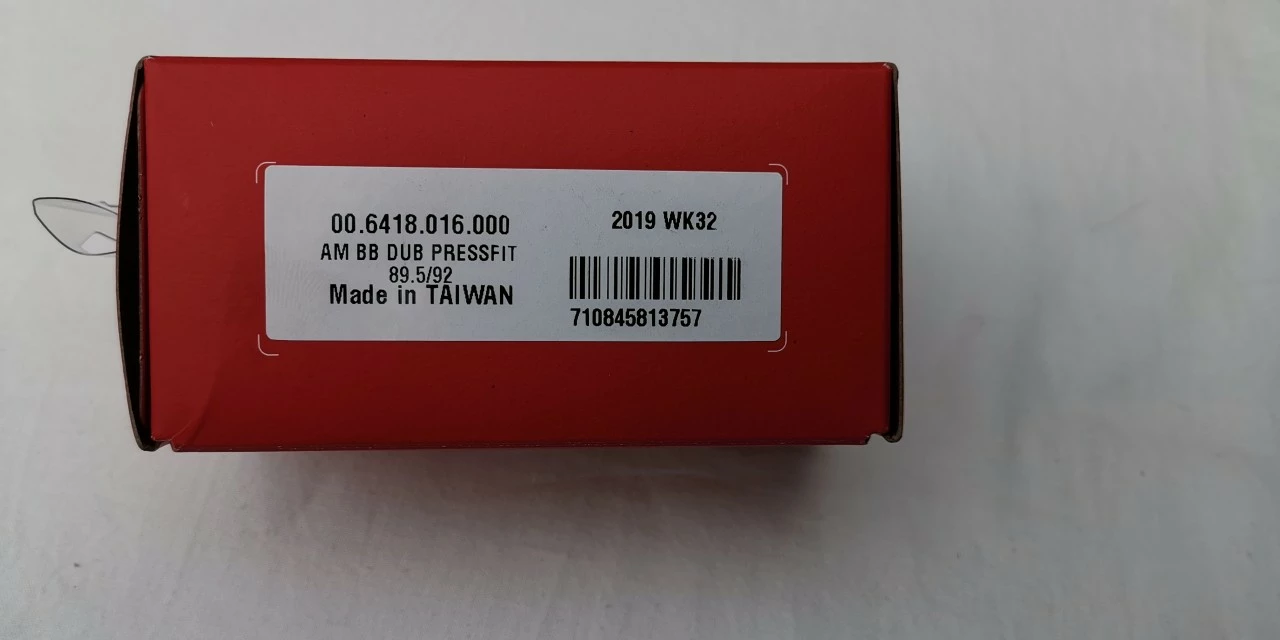 00.6418.016.000
AM BB DUB PRESSFIT
89.5/92
Made in TAIWAN
2019 WK32
710845813757